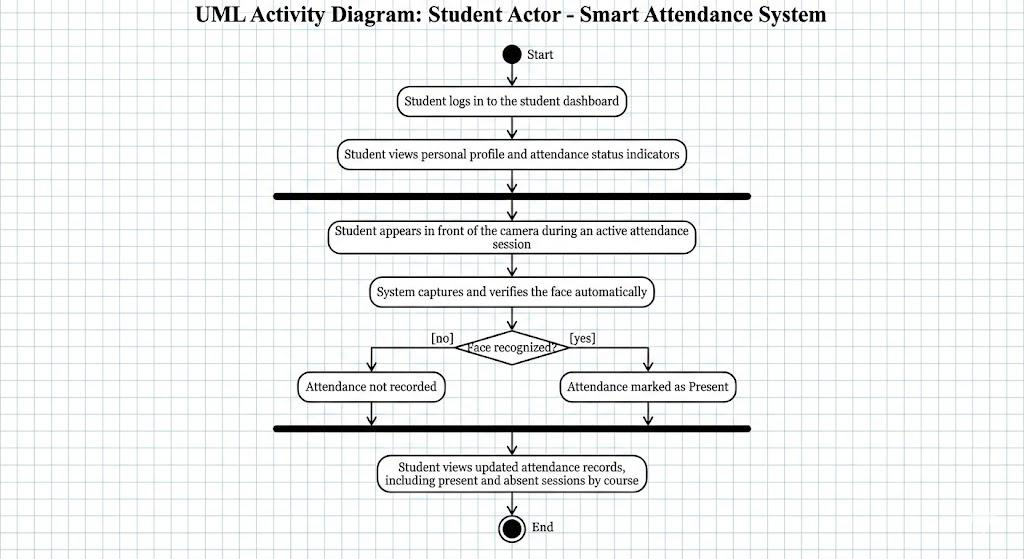 UML Activity Diagram: Student Actor - Smart Attendance System
Start
Student logs in to the student dashboard
Student views personal profile and attendance status indicators
Student appears in front of the camera during an active attendance
session
System captures and verifies the face automatically
[no]
Face recognized?
[yes]
Attendance not recorded
Attendance marked as Present
Student views updated attendance records,
including present and absent sessions by course
End